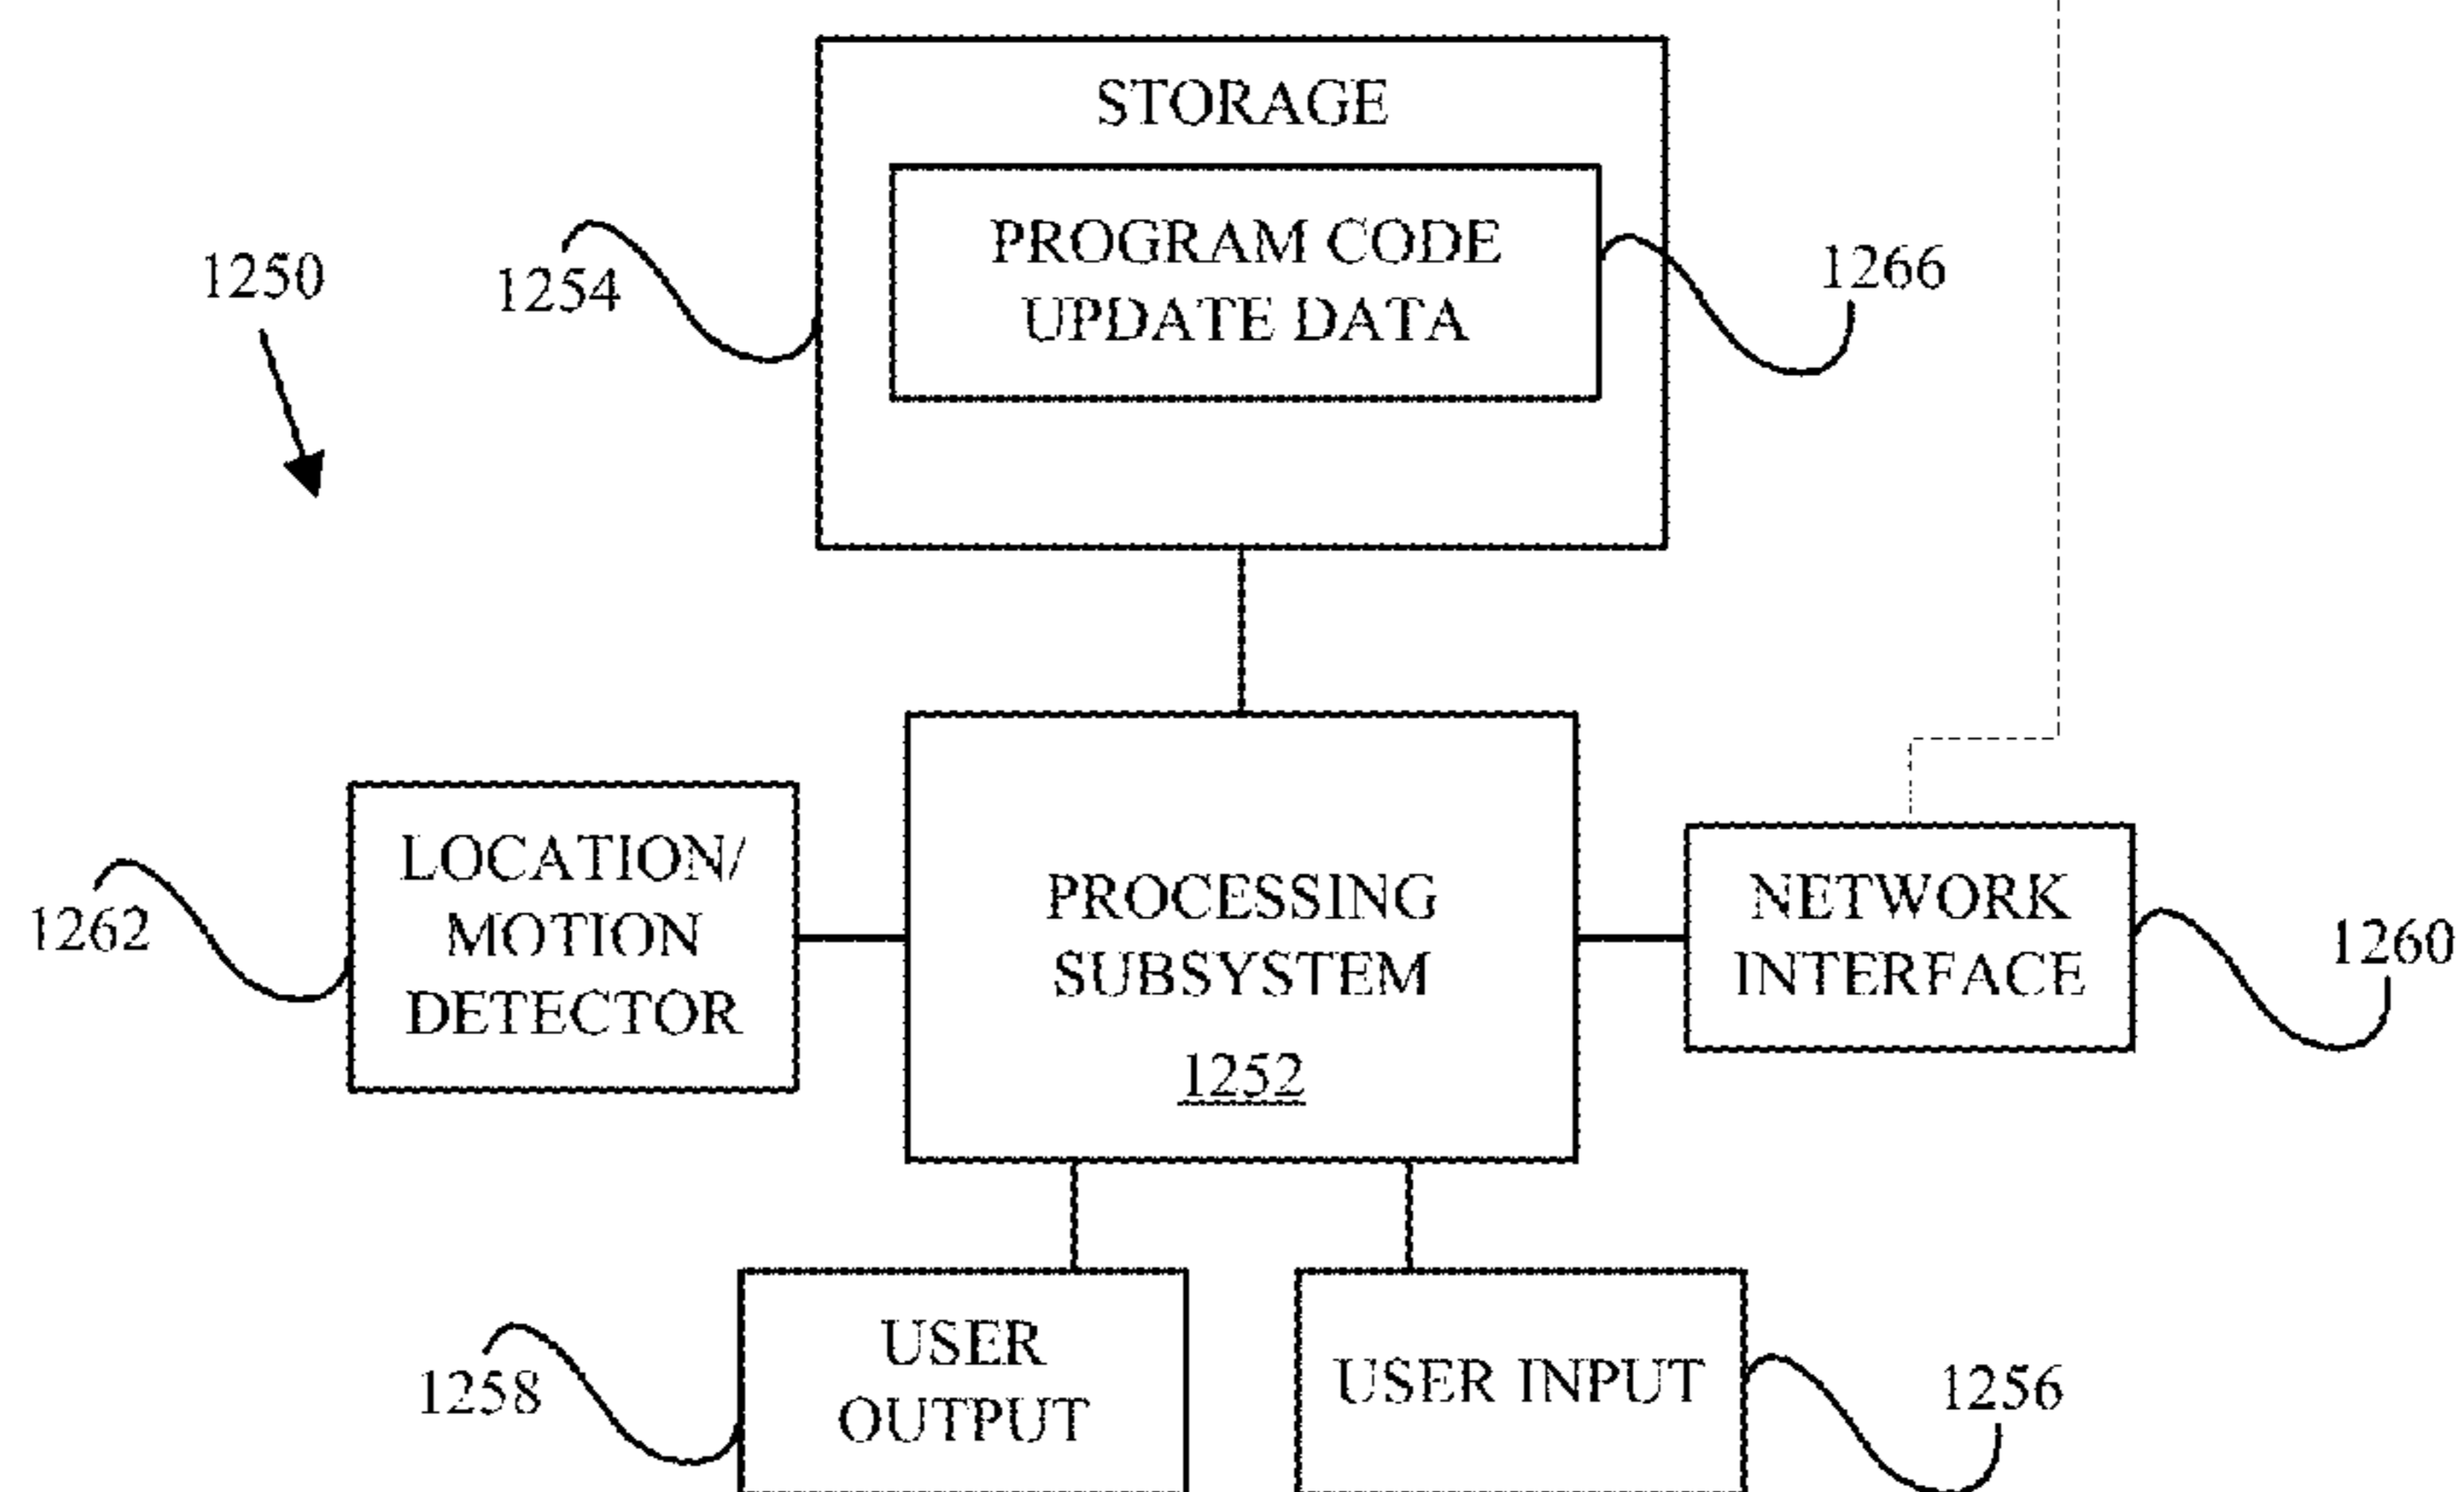 STORAGE
PROGRAM CODE
UPDATE DATA
1250
1254
1266
LOCATION/
MOTION
DETECTOR
1262
PROCESSING
SUBSYSTEM
1252
NETWORK
INTERFACE
1260
USER
OUTPUT
1258
USER INPUT
1256